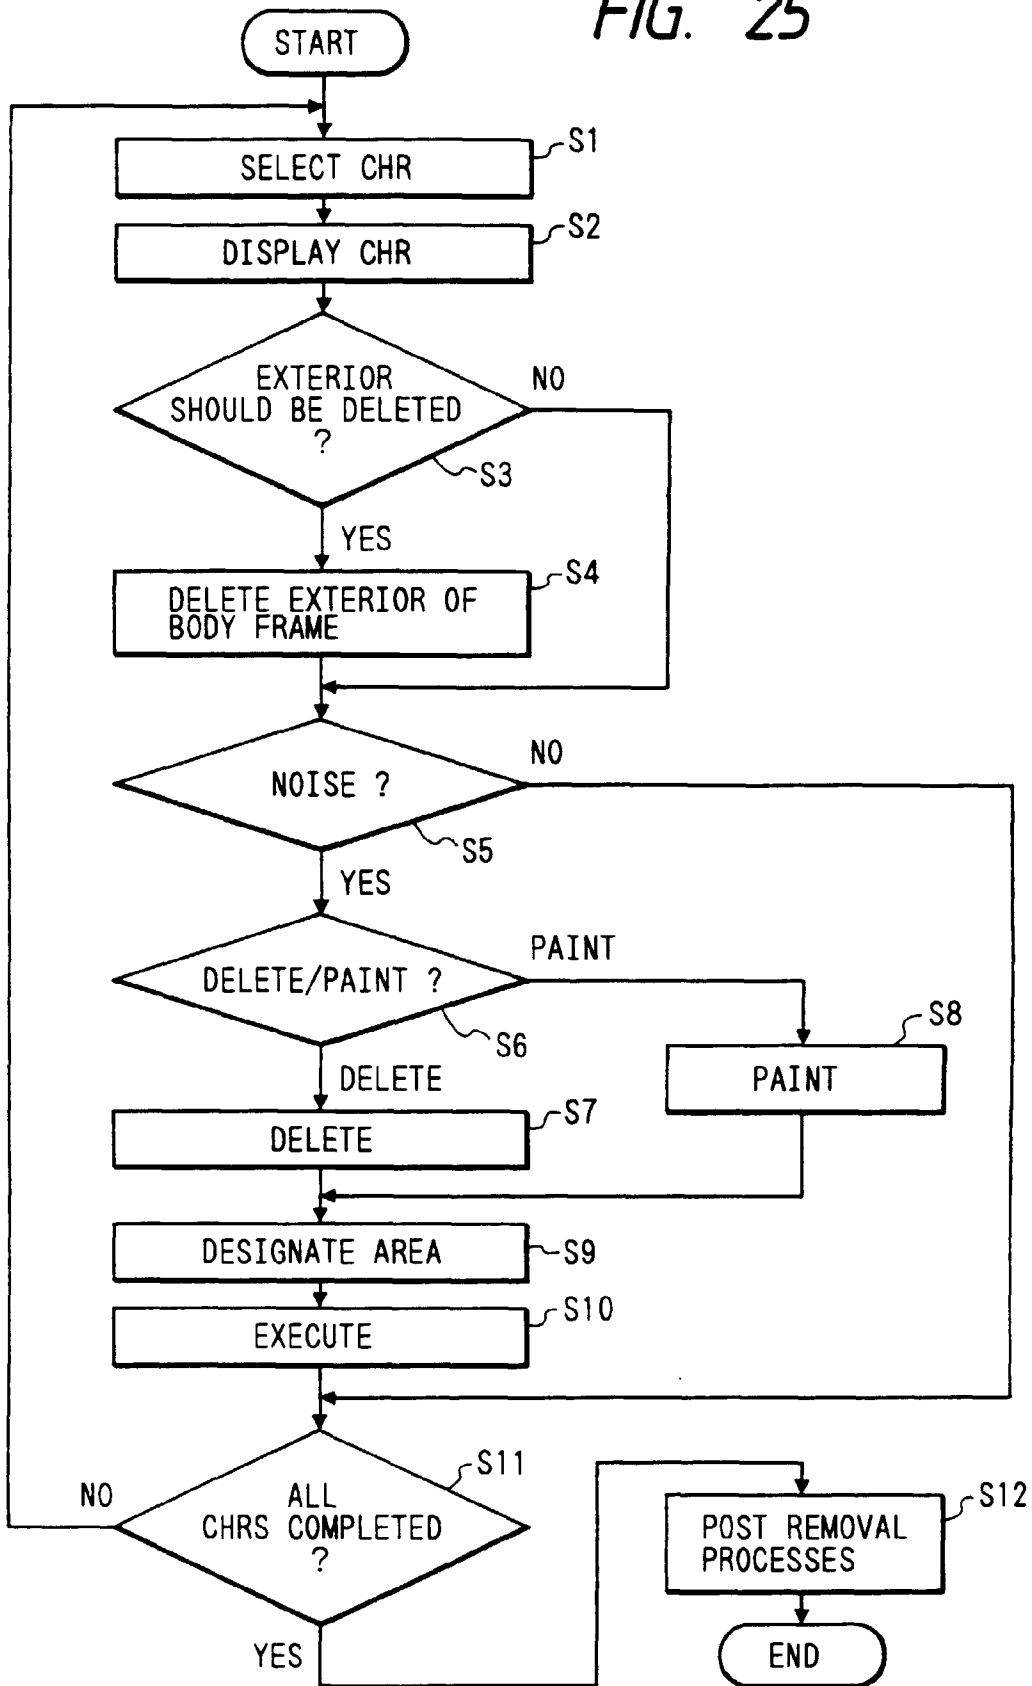 FIG. 25
START
SELECT CHR
S1
DISPLAY CHR
S2
EXTERIOR
SHOULD BE DELETED
?
NO
S3
YES
DELETE EXTERIOR OF
BODY FRAME
S4
NOISE ?
NO
S5
YES
DELETE/PAINT ?
PAINT
S6
DELETE
S8
PAINT
DELETE
S7
DESIGNATE AREA
S9
EXECUTE
S10
ALL
CHRS COMPLETED
?
S11
NO
YES
POST REMOVAL
PROCESSES
S12
END